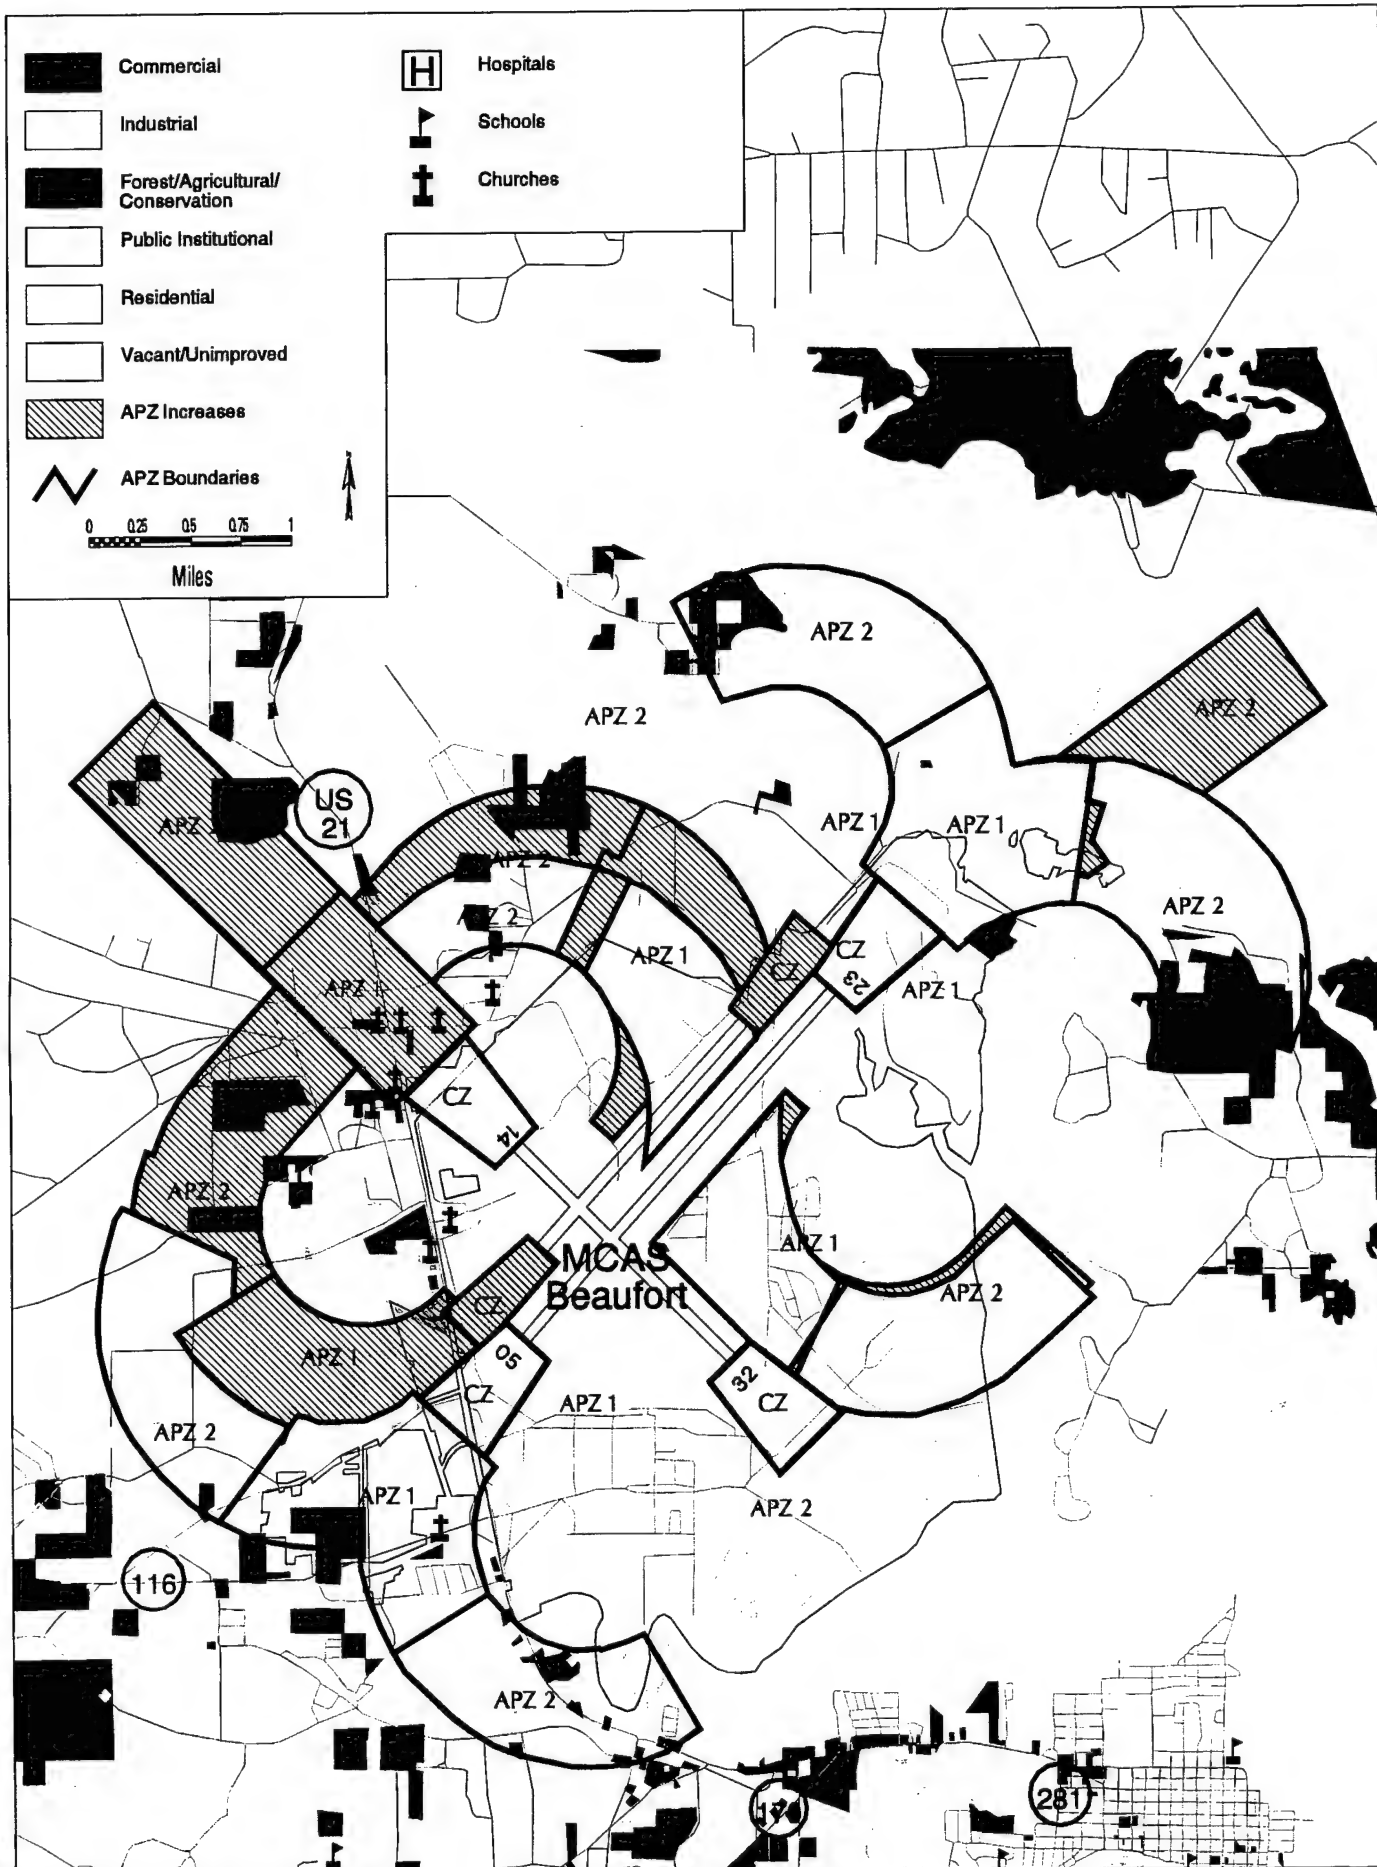 Commercial
Industrial
Forest/Agricultural/
Conservation
Public Institutional
Residential
Vacant/Unimproved
APZ Increases
APZ Boundaries
0 0.25 0.5 0.75 1
Miles
H Hospitals
Schools
Churches
APZ 2
APZ 2
APZ 2
US
21
APZ
APZ 1
APZ 1
APZ 2
APZ 2
APZ 2
APZ 1
CZ
CZ
23
APZ 1
APZ 1
CZ
14
APZ 2
MCAS
Beaufort
APZ 1
CZ
APZ 2
APZ 1
05
32
CZ
CZ
APZ 1
APZ 2
APZ 1
APZ 2
116
APZ 2
281